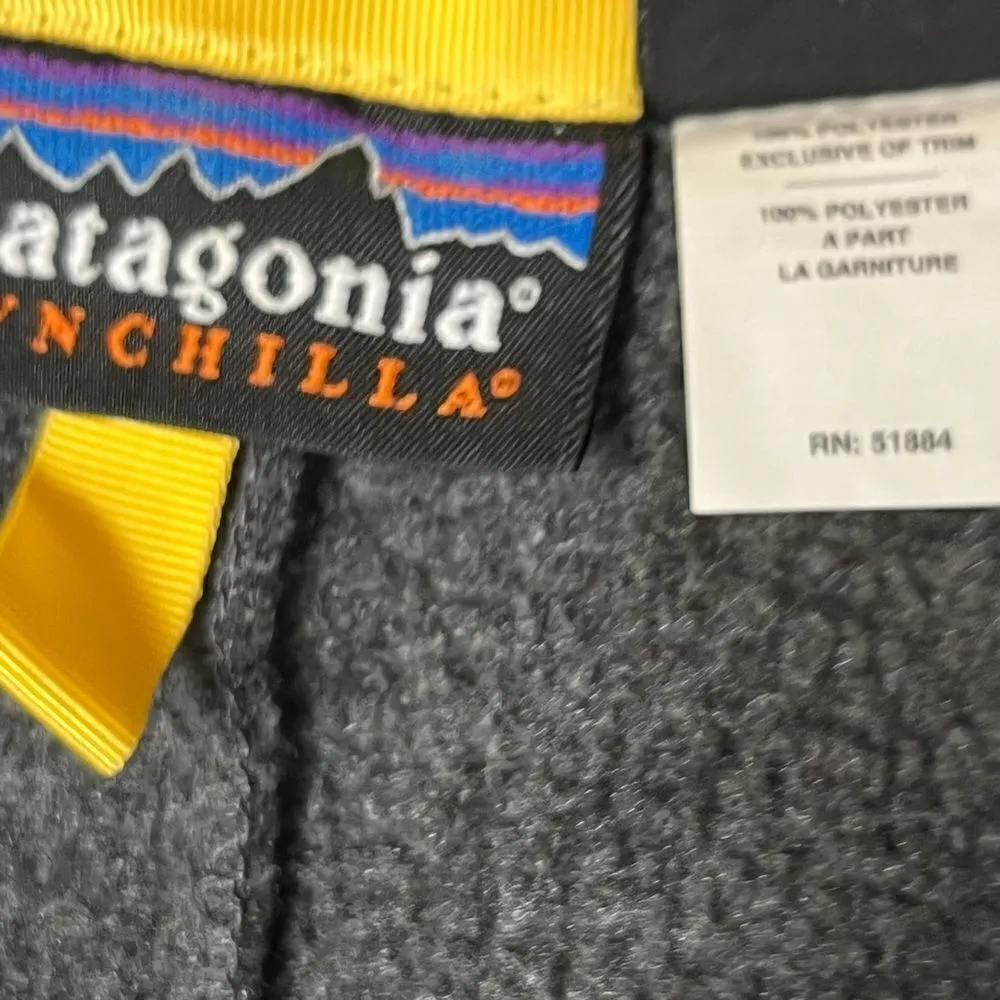 atagonia®
NCHILLA®
100% POLYESTER
EXCLUSIVE OF TRIM
100% POLYESTER
A PART
LA GARNITURE
RN: 51884